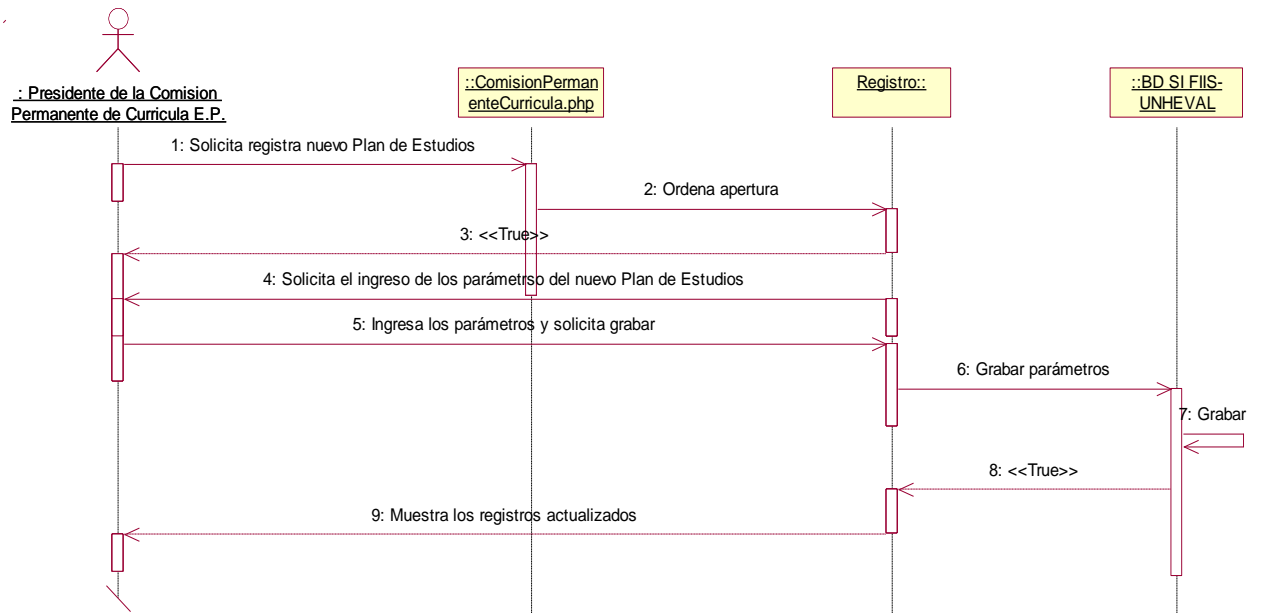 : Presidente de la Comision
Permanente de Curricula E.P.
::ComisionPerman
enteCurricula.php
Registro::
::BD SI FIIS-
UNHEVAL
1: Solicita registra nuevo Plan de Estudios
2: Ordena apertura
3: <<True>>
4: Solicita el ingreso de los parámetrso del nuevo Plan de Estudios
5: Ingresa los parámetros y solicita grabar
6: Grabar parámetros
7: Grabar
8: <<True>>
9: Muestra los registros actualizados